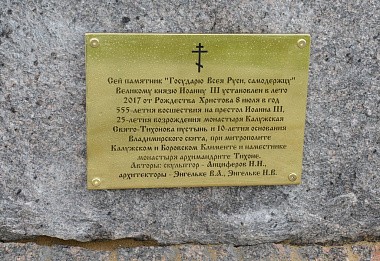 Сей памятник "Государю Всея Руси, самодержцу"
Великому князю Иоанну III установлен в лето
2017 от Рождества Христова 8 июля в год
555-летия восшествия на престол Иоанна III,
25-летия возрождения монастыря Калужская
Свято-Тихонова пустынь и 10-летия основания
Владимирского скита, при митрополите
Калужском и Боровском Клименте и наместнике
монастыря архимандрите Тихоне.
Авторы: скульптор - Анциферов Н.Н.,
архитекторы - Энгельке В.А., Энгельке Н.В.